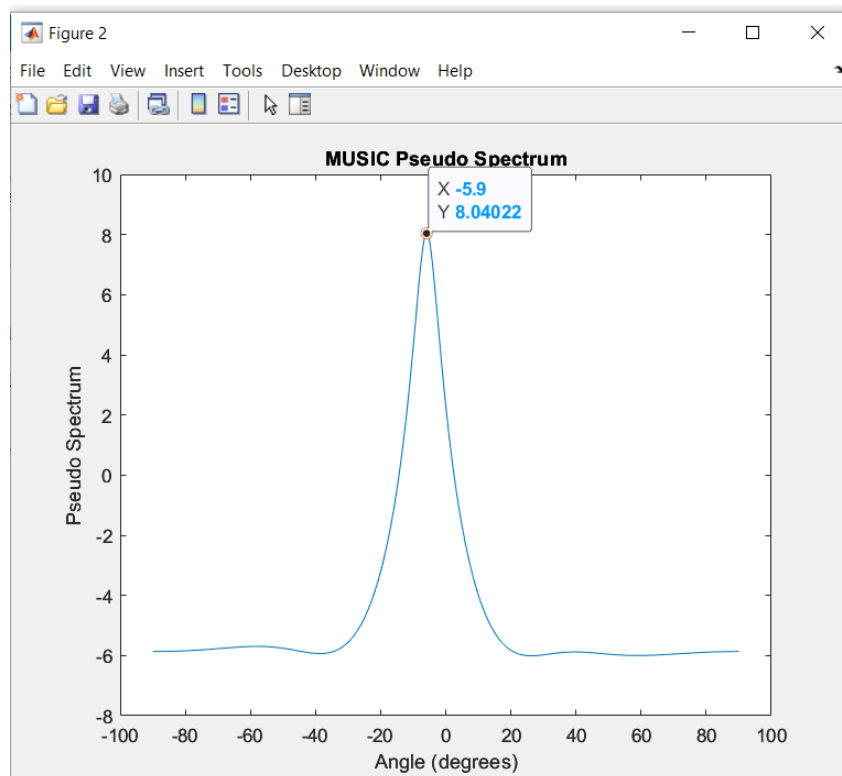 Figure 2
File Edit View Insert Tools Desktop Window Help
MUSIC Pseudo Spectrum
X -5.9
Y 8.04022
10
8
6
4
2
0
-2
-4
-6
-8
Pseudo Spectrum
-100 -80 -60 -40 -20 0 20 40 60 80 100
Angle (degrees)